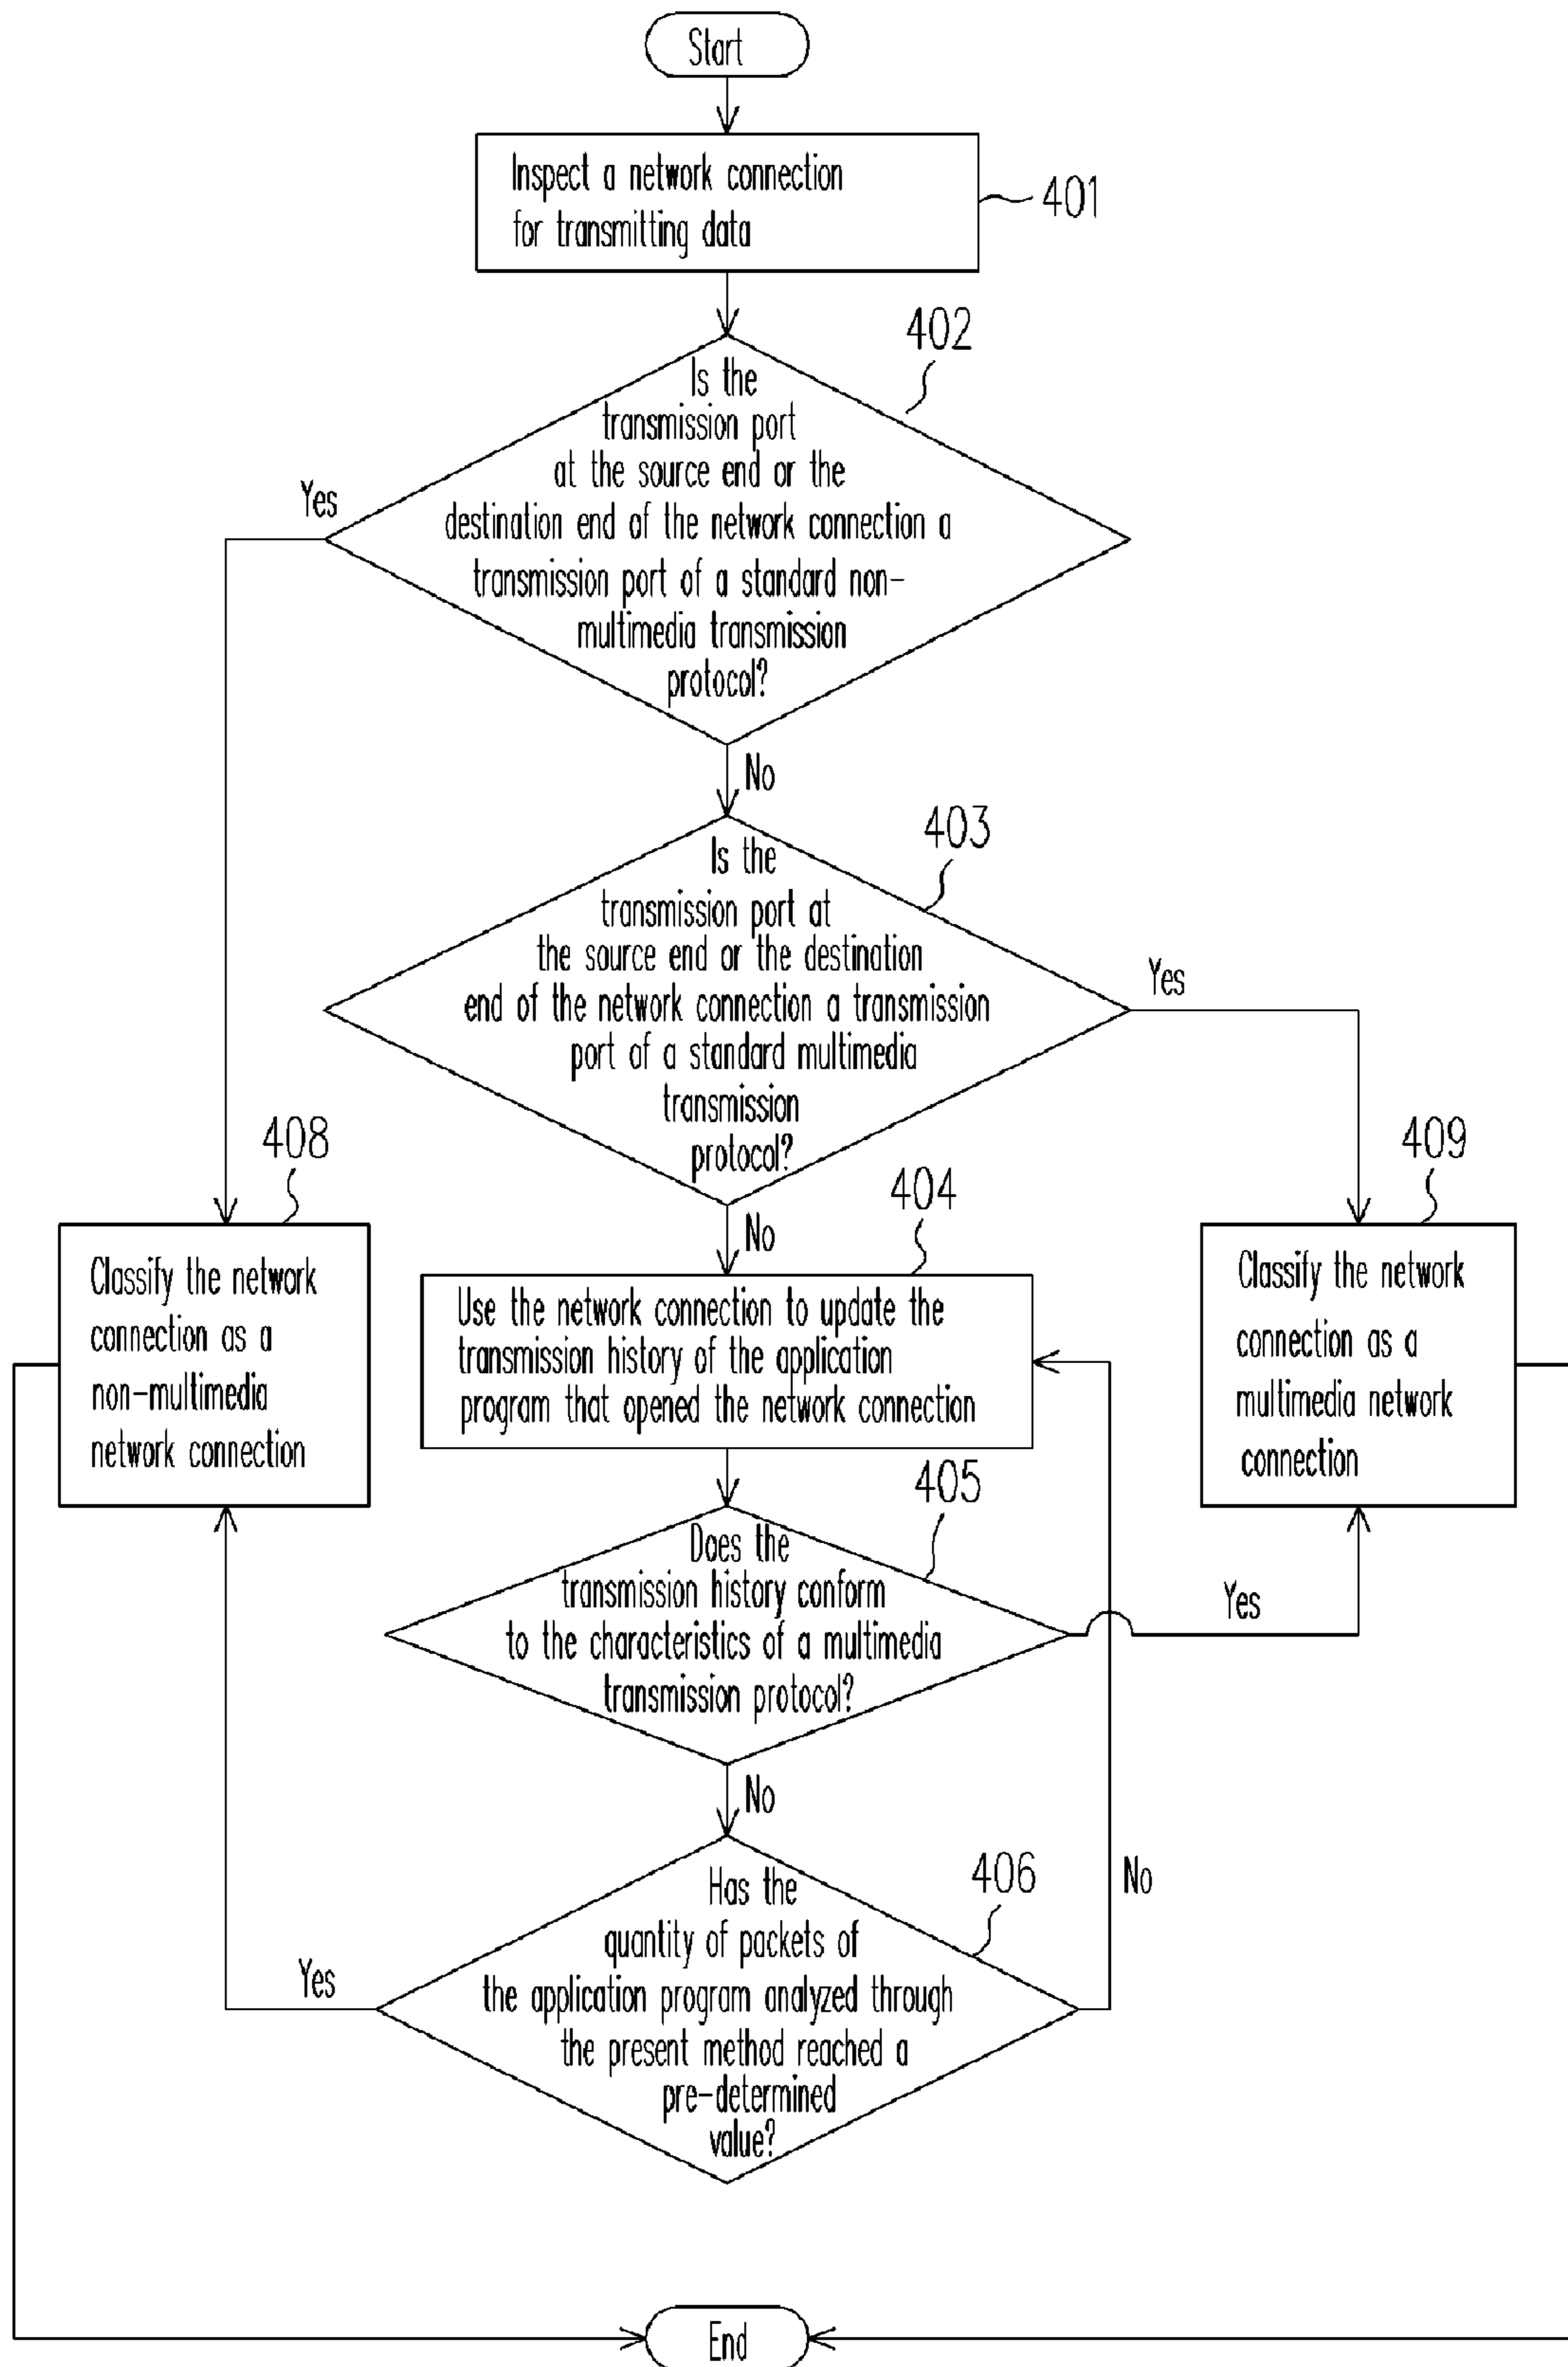 Start
Inspect a network connection
for transmitting data
401
402
Is the
transmission port
at the source end or the
destination end of the network connection a
transmission port of a standard non-
multimedia transmission
protocol?
Yes
No
403
Is the
transmission port at
the source end or the destination
end of the network connection a transmission
port of a standard multimedia
transmission
protocol?
Yes
No
408
Classify the network
connection as a
non-multimedia
network connection
404
Use the network connection to update the
transmission history of the application
program that opened the network connection
409
Classify the network
connection as a
multimedia network
connection
405
Does the
transmission history conform
to the characteristics of a multimedia
transmission protocol?
Yes
No
406
Has the
quantity of packets of
the application program analyzed through
the present method reached a
pre-determined
value?
Yes
No
End